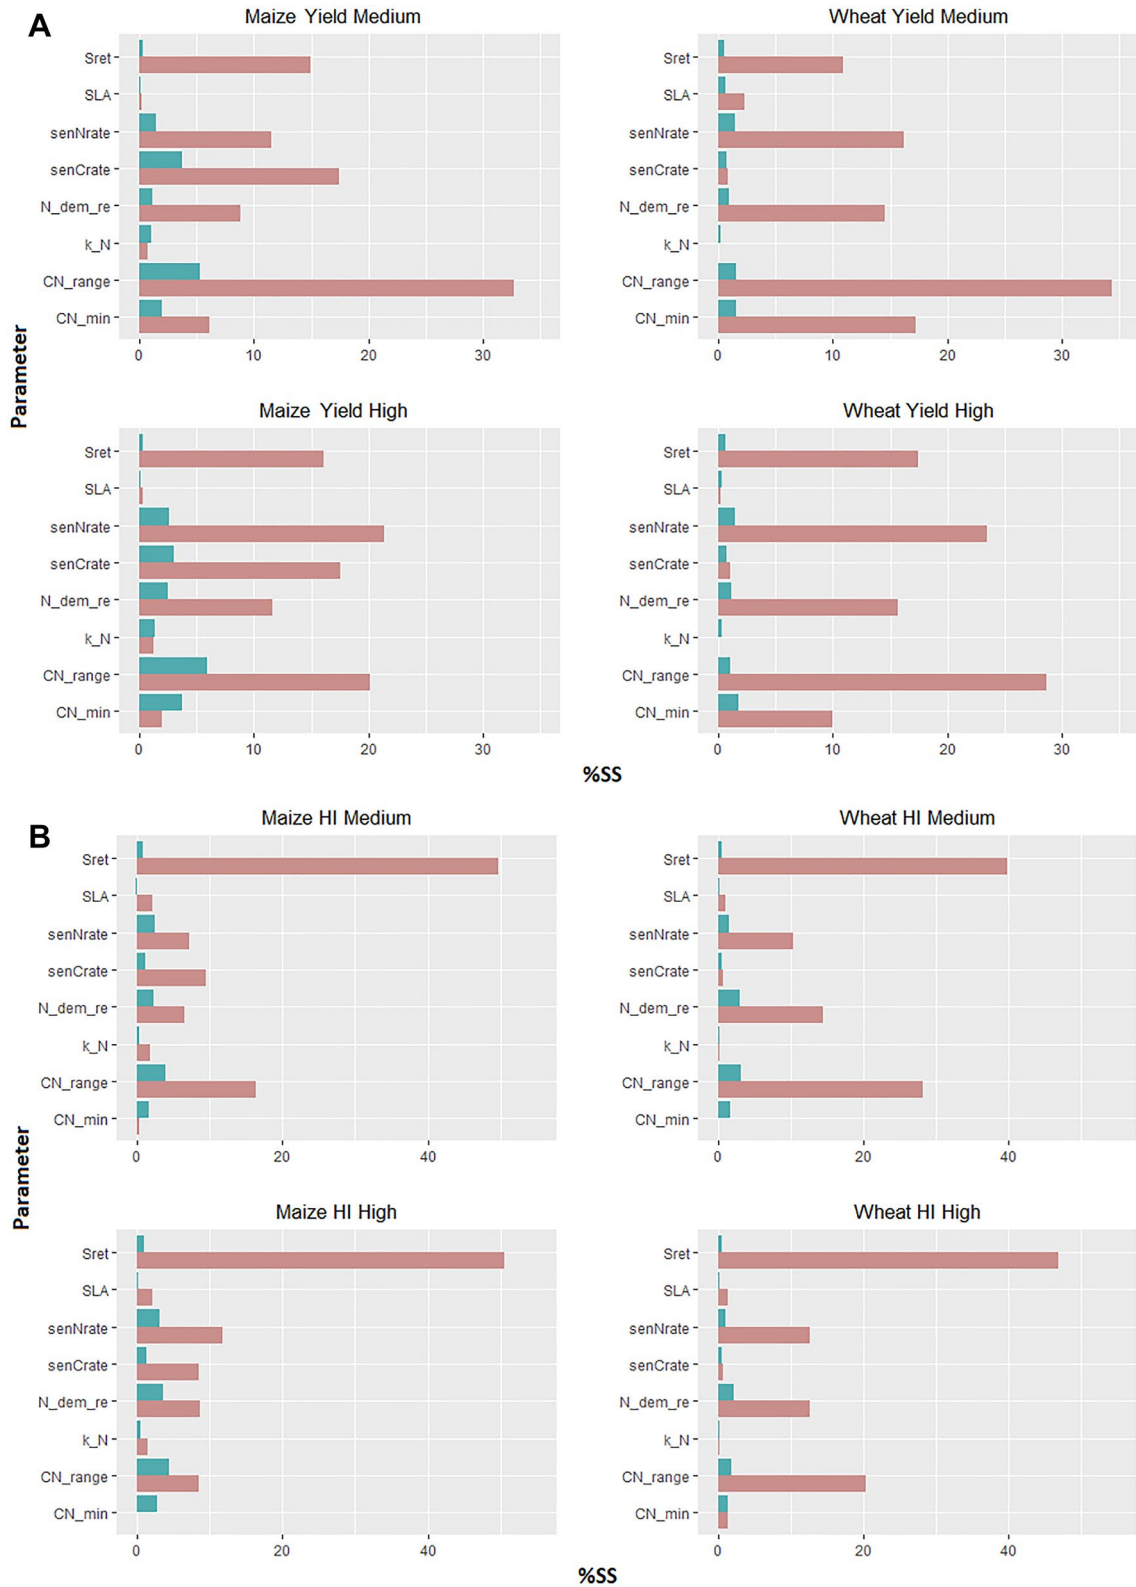 A
Maize Yield Medium
Wheat Yield Medium
Sret
SLA
senNrate
senCrate
N_dem_re
k_N
CN_range
CN_min
0 10 20 30
Sret
SLA
senNrate
senCrate
N_dem_re
k_N
CN_range
CN_min
0 10 20 30
Parameter
Maize Yield High
Wheat Yield High
Sret
SLA
senNrate
senCrate
N_dem_re
k_N
CN_range
CN_min
0 10 20 30
Sret
SLA
senNrate
senCrate
N_dem_re
k_N
CN_range
CN_min
0 10 20 30
%SS
B
Maize HI Medium
Wheat HI Medium
Sret
SLA
senNrate
senCrate
N_dem_re
k_N
CN_range
CN_min
0 20 40
Sret
SLA
senNrate
senCrate
N_dem_re
k_N
CN_range
CN_min
0 20 40
Parameter
Maize HI High
Wheat HI High
Sret
SLA
senNrate
senCrate
N_dem_re
k_N
CN_range
CN_min
0 20 40
Sret
SLA
senNrate
senCrate
N_dem_re
k_N
CN_range
CN_min
0 20 40
%SS